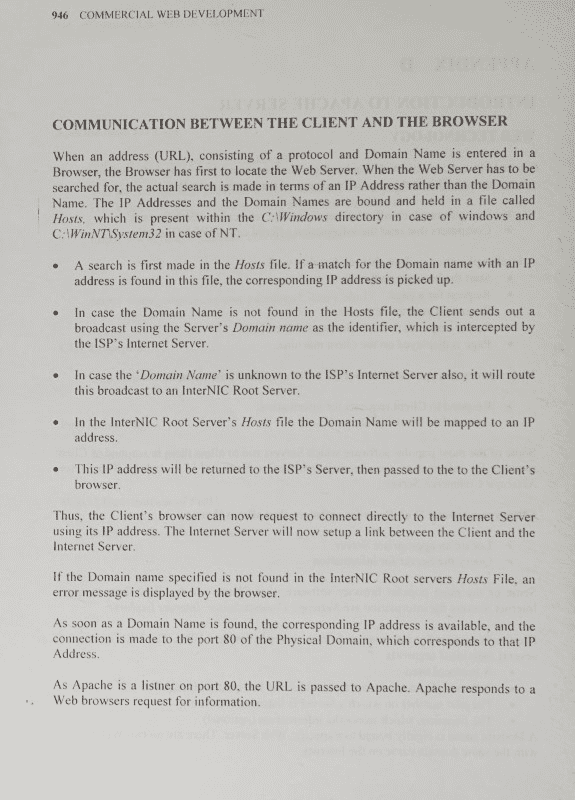 946 COMMERCIAL WEB DEVELOPMENT
COMMUNICATION BETWEEN THE CLIENT AND THE BROWSER
When an address (URL), consisting of a protocol and Domain Name is entered in a
Browser, the Browser has first to locate the Web Server. When the Web Server has to be
searched for, the actual search is made in terms of an IP Address rather than the Domain
Name. The IP Addresses and the Domain Names are bound and held in a file called
Hosts, which is present within the C:\Windows directory in case of windows and
C:\WinNT\System32 in case of NT.
• A search is first made in the Hosts file. If a match for the Domain name with an IP
address is found in this file, the corresponding IP address is picked up.
• In case the Domain Name is not found in the Hosts file, the Client sends out a
broadcast using the Server's Domain name as the identifier, which is intercepted by
the ISP's Internet Server.
• In case the 'Domain Name' is unknown to the ISP's Internet Server also, it will route
this broadcast to an InterNIC Root Server.
• In the InterNIC Root Server's Hosts file the Domain Name will be mapped to an IP
address.
• This IP address will be returned to the ISP's Server, then passed to the to the Client's
browser.
Thus, the Client's browser can now request to connect directly to the Internet Server
using its IP address. The Internet Server will now setup a link between the Client and the
Internet Server.
If the Domain name specified is not found in the InterNIC Root servers Hosts File, an
error message is displayed by the browser.
As soon as a Domain Name is found, the corresponding IP address is available, and the
connection is made to the port 80 of the Physical Domain, which corresponds to that IP
Address.
As Apache is a listner on port 80, the URL is passed to Apache. Apache responds to a
Web browsers request for information.